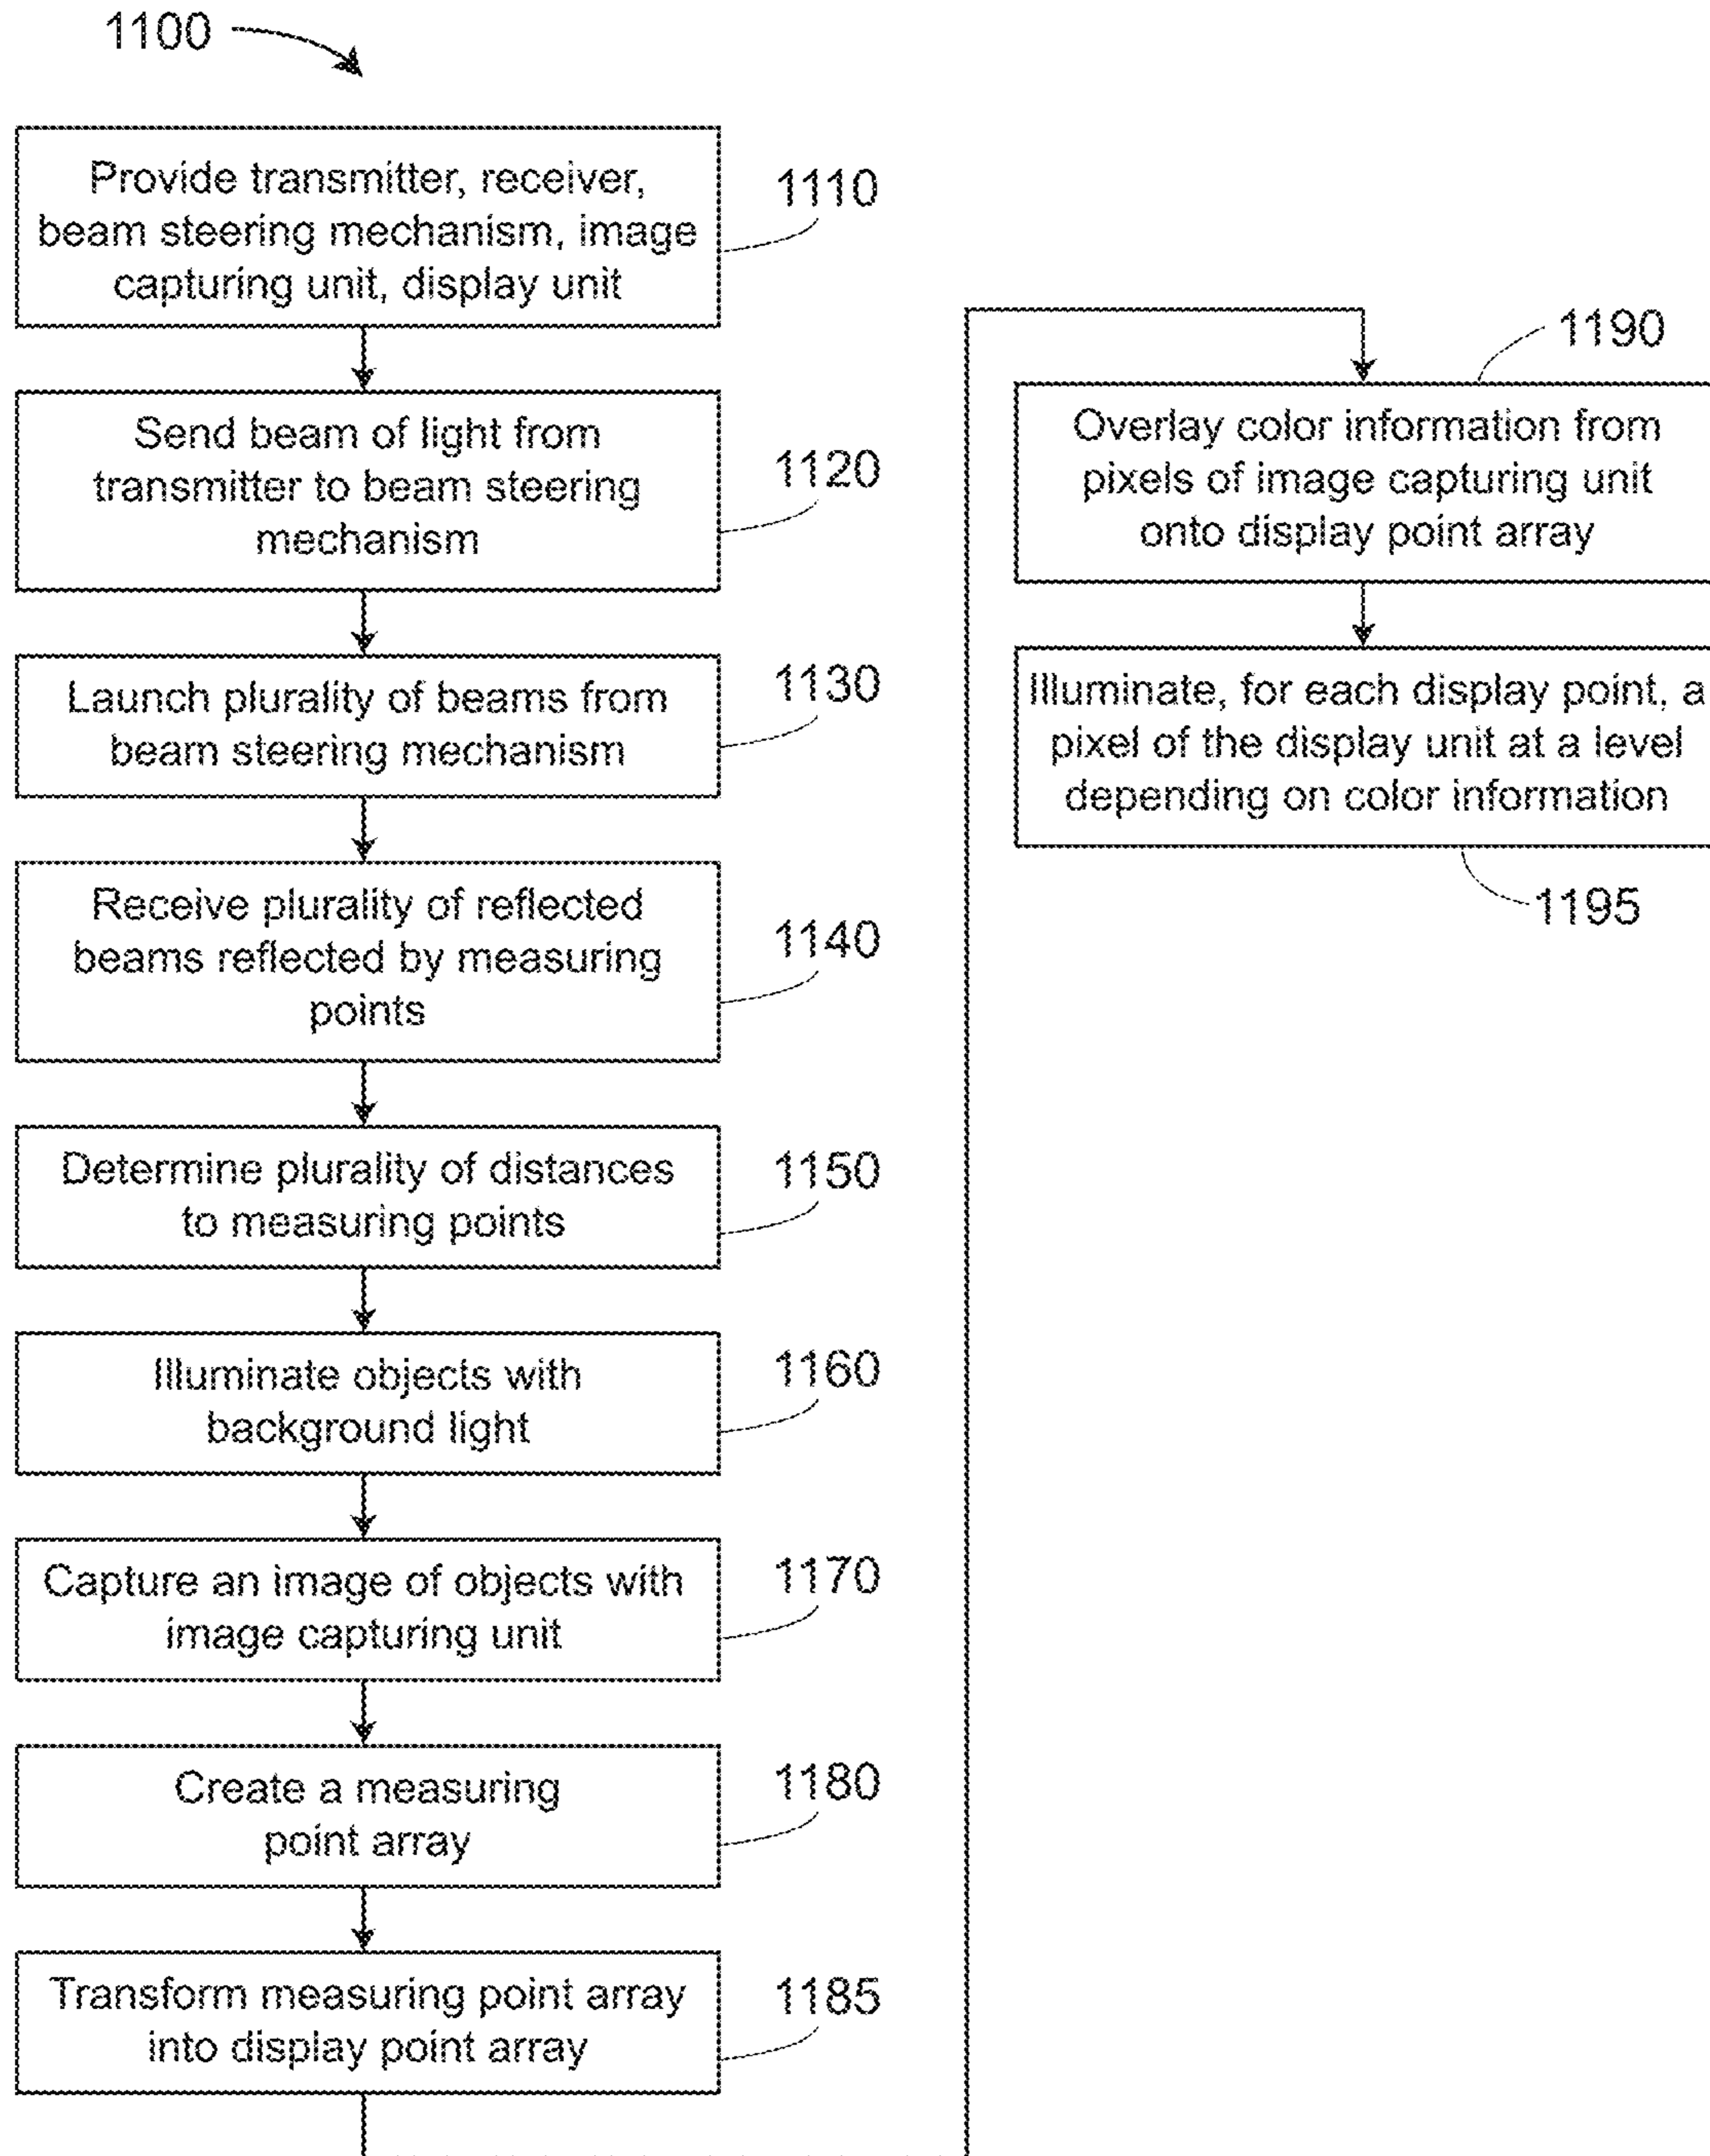 1100
Provide transmitter, receiver,
beam steering mechanism, image
capturing unit, display unit
1110
Send beam of light from
transmitter to beam steering
mechanism
1120
Launch plurality of beams from
beam steering mechanism
1130
Receive plurality of reflected
beams reflected by measuring
points
1140
Determine plurality of distances
to measuring points
1150
Illuminate objects with
background light
1160
Capture an image of objects with
image capturing unit
1170
Create a measuring
point array
1180
Transform measuring point array
into display point array
1185
1190
Overlay color information from
pixels of image capturing unit
onto display point array
Illuminate, for each display point, a
pixel of the display unit at a level
depending on color information
1195